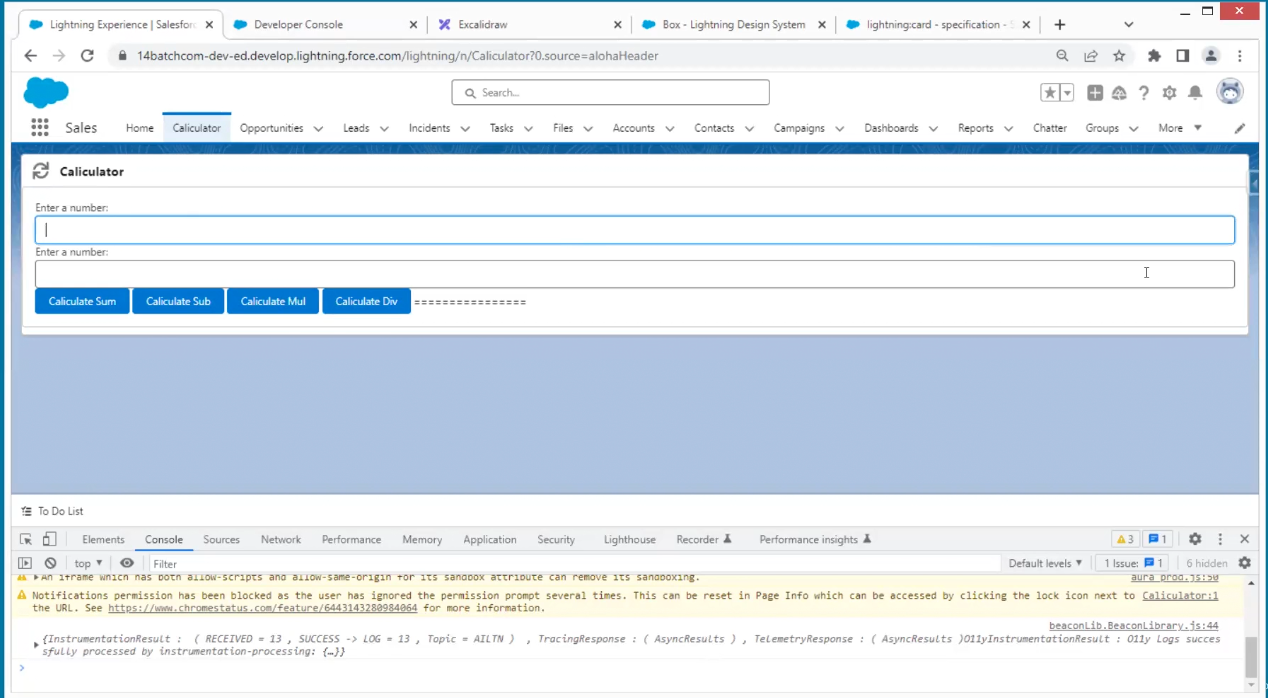 Lightning Experience | Salesforc
Developer Console
Excalidraw
Box - Lightning Design System
lightning:card - specification - S
14batchcom-dev-ed.develop.lightning.force.com/lightning/n/Calculator?0.source=alohaHeader
Search...
Sales
Home
Calculator
Opportunities
Leads
Incidents
Tasks
Files
Accounts
Contacts
Campaigns
Dashboards
Reports
Chatter
Groups
More
Caliculator
Enter a number:
Enter a number:
Caliculate Sum
Caliculate Sub
Caliculate Mul
Caliculate Div
================
To Do List
Elements
Console
Sources
Network
Performance
Memory
Application
Security
Lighthouse
Recorder
Performance insights
3
1
top
Filter
Default levels
1 Issue:
1
6 hidden
An iframe which has both allow-scripts and allow-same-origin for its sandbox attribute can remove its sandboxing.
aura_prod.js:50
Notifications permission has been blocked as the user has ignored the permission prompt several times. This can be reset in Page Info which can be accessed by clicking the lock icon next to
Caliculator:1
the URL. See https://www.chromestatus.com/feature/6443143280984064 for more information.
beaconLib.BeaconLibrary.js:44
{InstrumentationResult : ( RECEIVED = 13 , SUCCESS -> LOG = 13 , Topic = AILTN ) , TracingResponse : ( AsyncResults ) , TelemetryResponse : ( AsyncResults )O11yInstrumentationResult : O11y Logs succes
sfully processed by instrumentation-processing: {…}}